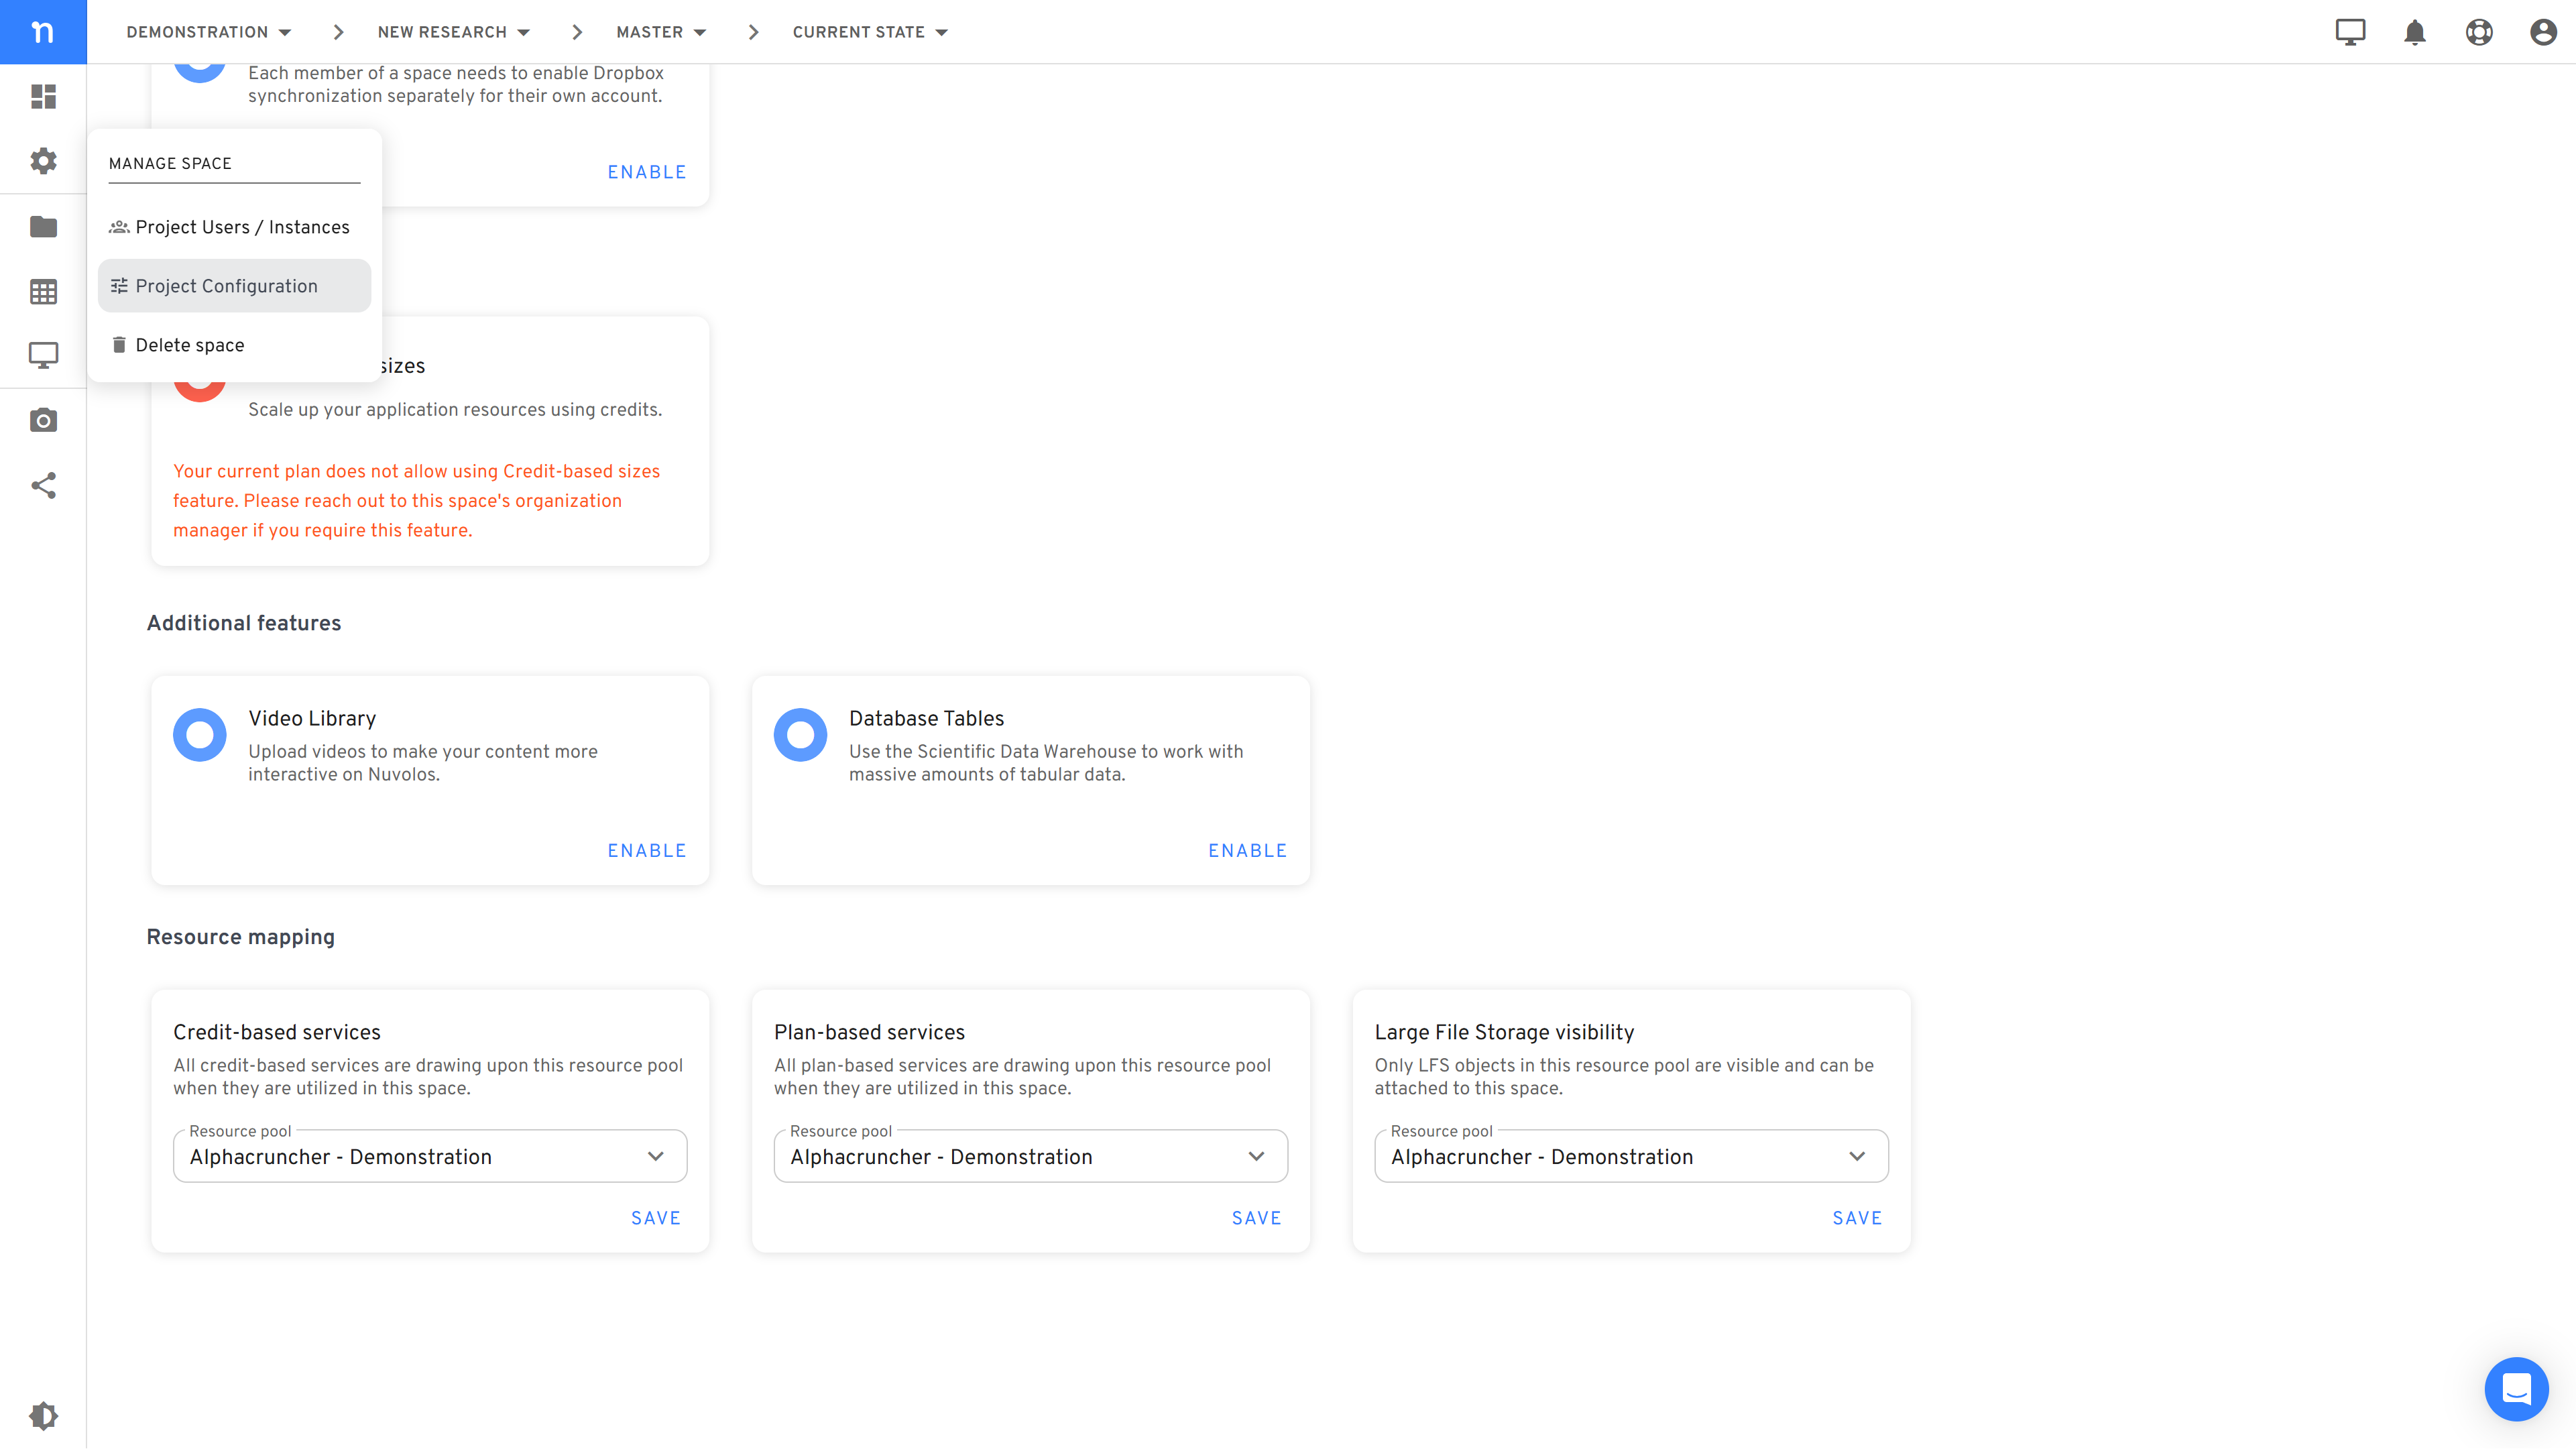 n
DEMONSTRATION
NEW RESEARCH
MASTER
CURRENT STATE
Each member of a space needs to enable Dropbox
synchronization separately for their own account.
ENABLE
MANAGE SPACE
Project Users / Instances
Project Configuration
Delete space
sizes
Scale up your application resources using credits.
Your current plan does not allow using Credit-based sizes
feature. Please reach out to this space's organization
manager if you require this feature.
Additional features
Video Library
Upload videos to make your content more
interactive on Nuvolos.
ENABLE
Database Tables
Use the Scientific Data Warehouse to work with
massive amounts of tabular data.
ENABLE
Resource mapping
Credit-based services
All credit-based services are drawing upon this resource pool
when they are utilized in this space.
Resource pool
Alphacruncher - Demonstration
SAVE
Plan-based services
All plan-based services are drawing upon this resource pool
when they are utilized in this space.
Resource pool
Alphacruncher - Demonstration
SAVE
Large File Storage visibility
Only LFS objects in this resource pool are visible and can be
attached to this space.
Resource pool
Alphacruncher - Demonstration
SAVE